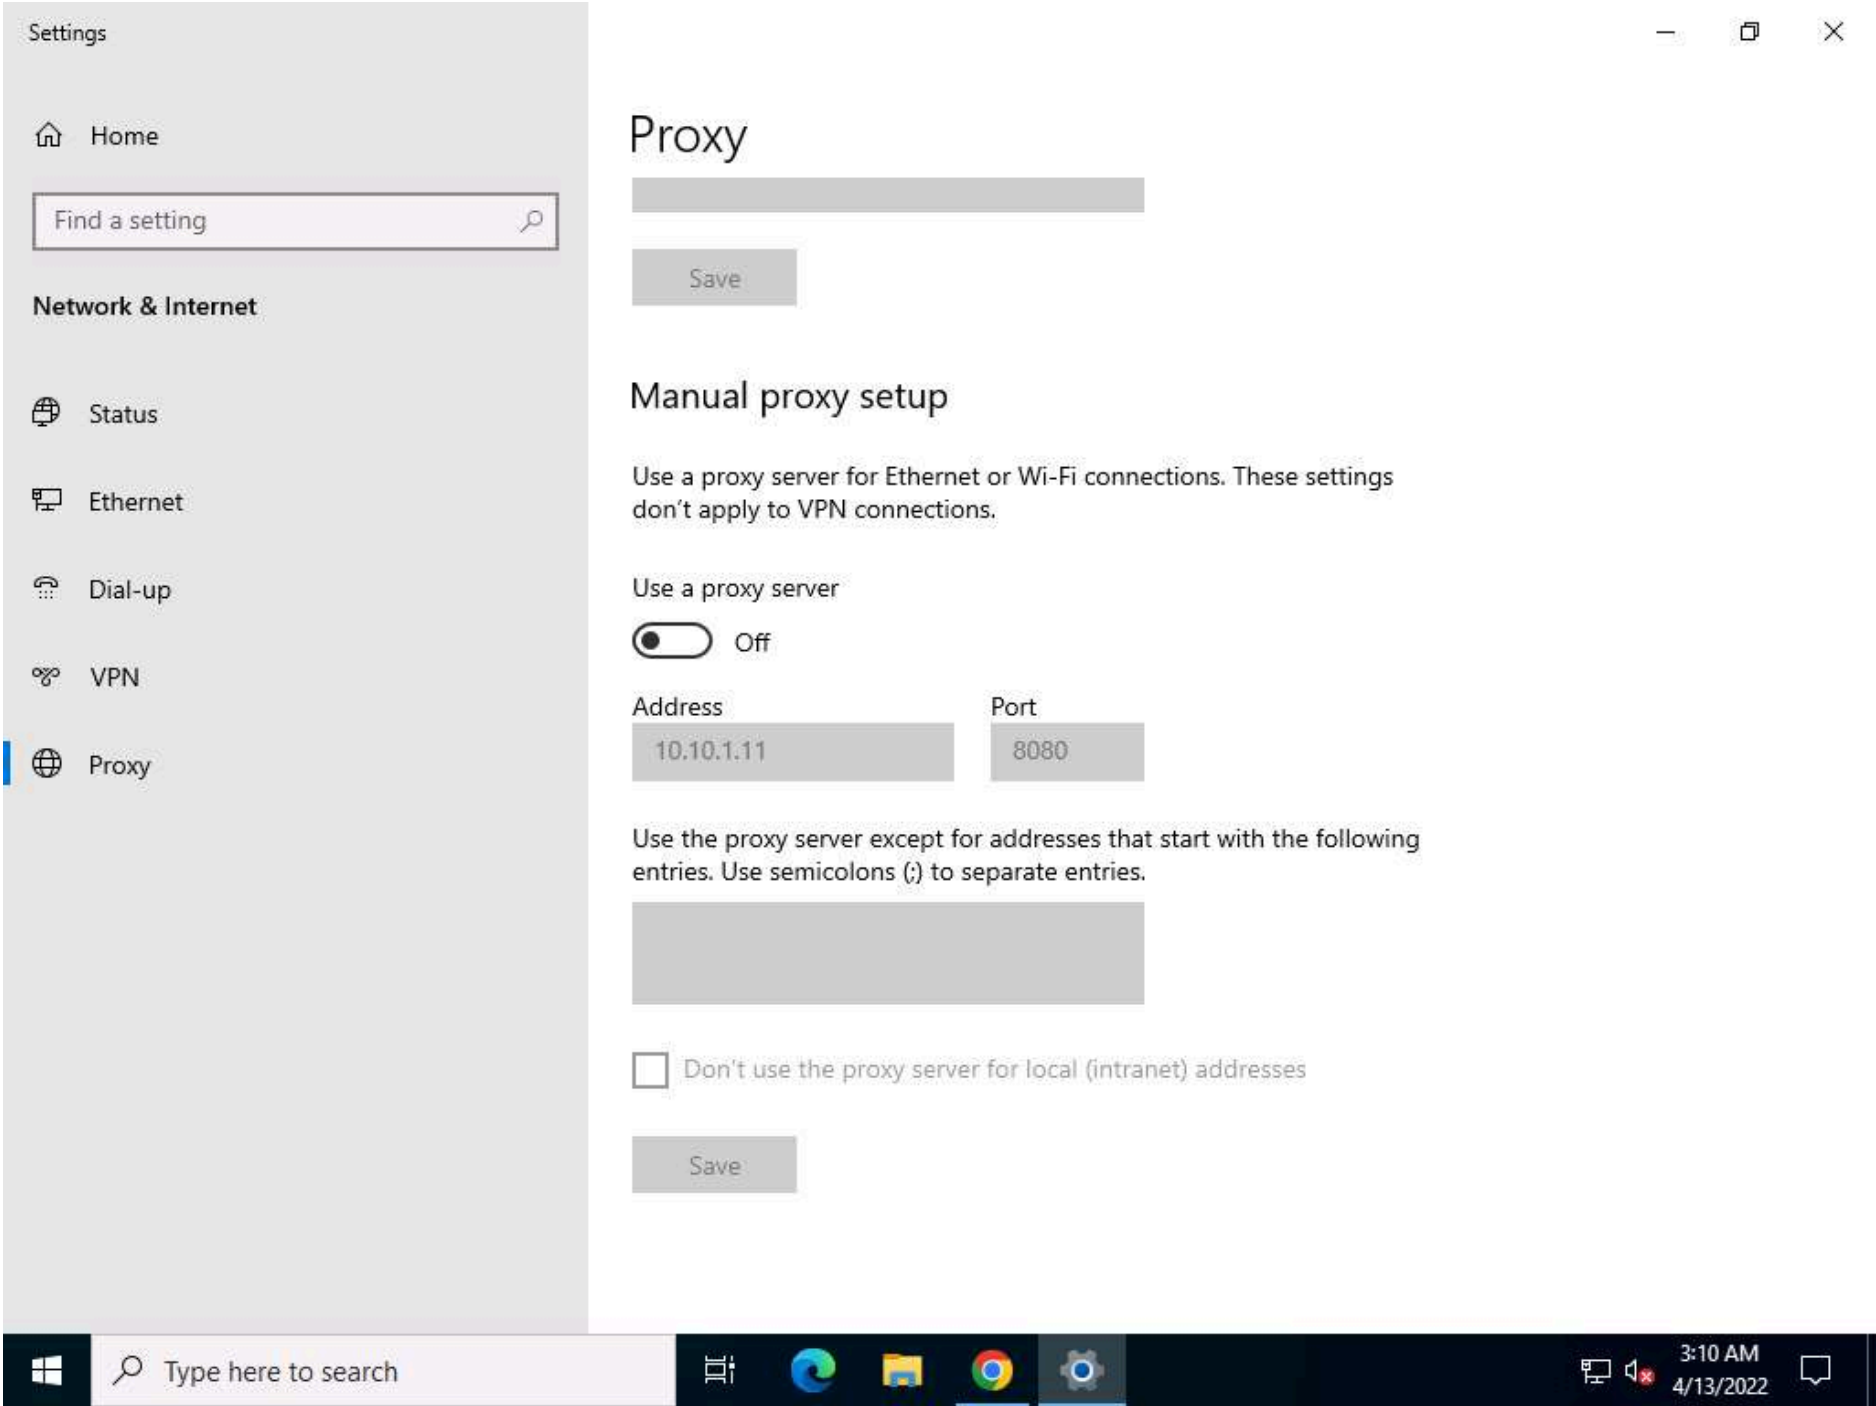 Settings
Home
Find a setting
Network & Internet
Status
Ethernet
Dial-up
VPN
Proxy
Proxy
Save
Manual proxy setup
Use a proxy server for Ethernet or Wi-Fi connections. These settings
don't apply to VPN connections.
Use a proxy server
Off
Address Port
10.10.1.11 8080
Use the proxy server except for addresses that start with the following
entries. Use semicolons (;) to separate entries.
Don't use the proxy server for local (intranet) addresses
Save
Type here to search
3:10 AM
4/13/2022